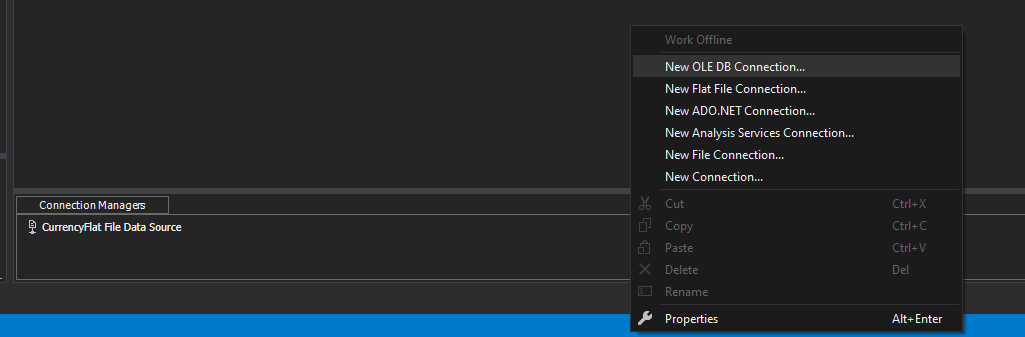 Work Offline
New OLE DB Connection...
New Flat File Connection...
New ADO.NET Connection...
New Analysis Services Connection...
New File Connection...
New Connection...
Cut Ctrl+X
Copy Ctrl+C
Paste Ctrl+V
Delete Del
Rename
Properties Alt+Enter
Connection Managers
CurrencyFlat File Data Source